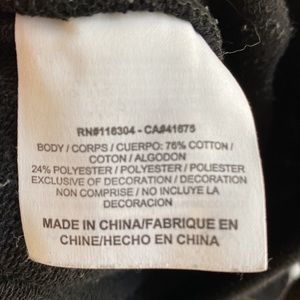 RN#116304 - CA#41675
BODY / CORPS / CUERPO: 76% COTTON /
COTON / ALGODON
24% POLYESTER / POLYESTER / POLIESTER
EXCLUSIVE OF DECORATION / DECORATION
NON COMPRISE / NO INCLUYE LA
DECORACION
MADE IN CHINA/FABRIQUE EN
CHINE/HECHO EN CHINA